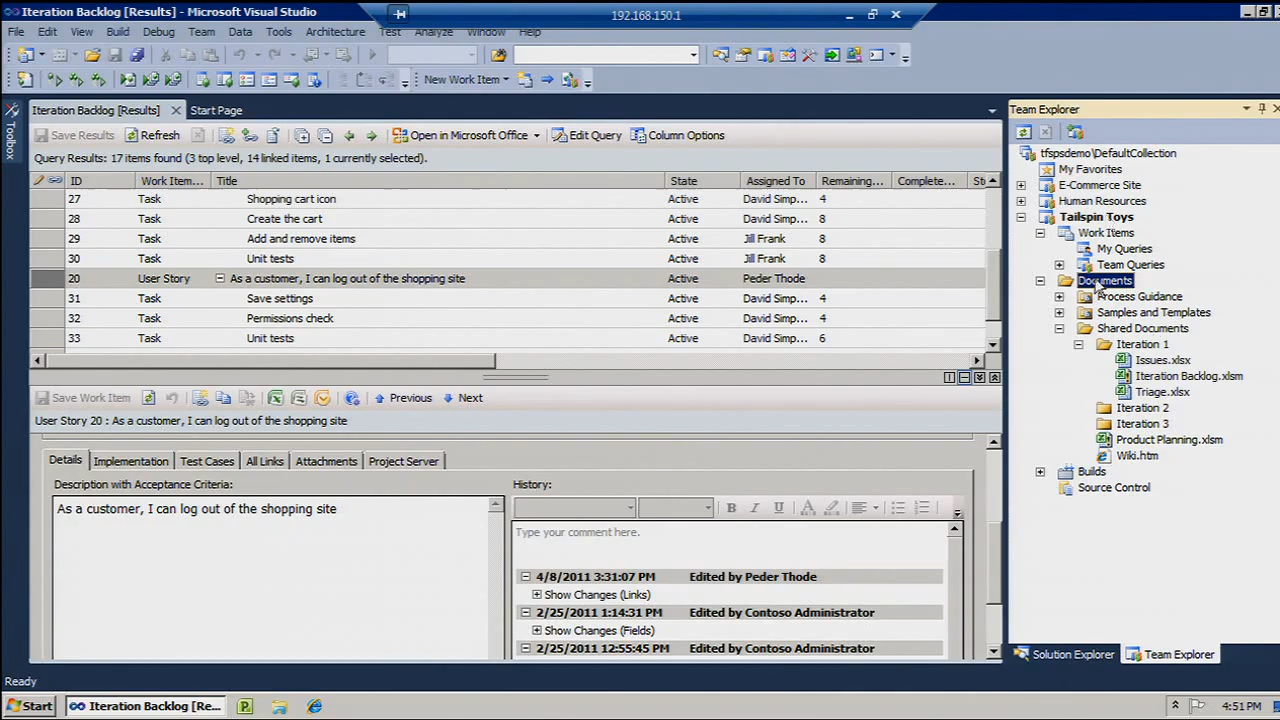 Iteration Backlog [Results] - Microsoft Visual Studio
192.168.150.1
File Edit View Build Debug Team Data Tools Architecture Test Analyze Window Help
New Work Item
Toolbox
Iteration Backlog [Results] Start Page
Save Results Refresh Open in Microsoft Office Edit Query Column Options
Query Results: 17 items found (3 top level, 14 linked items, 1 currently selected).
ID Work Item... Title State Assigned To Remaining... Complete...
27 Task Shopping cart icon Active David Simp... 4
28 Task Create the cart Active David Simp... 8
29 Task Add and remove items Active Jill Frank 8
30 Task Unit tests Active Jill Frank 8
20 User Story As a customer, I can log out of the shopping site Active Peder Thode
31 Task Save settings Active David Simp... 4
32 Task Permissions check Active David Simp... 4
33 Task Unit tests Active David Simp... 6
Save Work Item Previous Next
User Story 20 : As a customer, I can log out of the shopping site
Details Implementation Test Cases All Links Attachments Project Server
Description with Acceptance Criteria:
As a customer, I can log out of the shopping site
History:
B I U A
Type your comment here.
4/8/2011 3:31:07 PM Edited by Peder Thode
Show Changes (Links)
2/25/2011 1:14:31 PM Edited by Contoso Administrator
Show Changes (Fields)
2/25/2011 12:55:45 PM Edited by Contoso Administrator
Team Explorer
tfspsdemo\DefaultCollection
My Favorites
E-Commerce Site
Human Resources
Tailspin Toys
Work Items
My Queries
Team Queries
Documents
Process Guidance
Samples and Templates
Shared Documents
Iteration 1
Issues.xlsx
Iteration Backlog.xlsm
Triage.xlsx
Iteration 2
Iteration 3
Product Planning.xlsm
Wiki.htm
Builds
Source Control
Solution Explorer Team Explorer
Ready
Start Iteration Backlog [Re... 4:51 PM